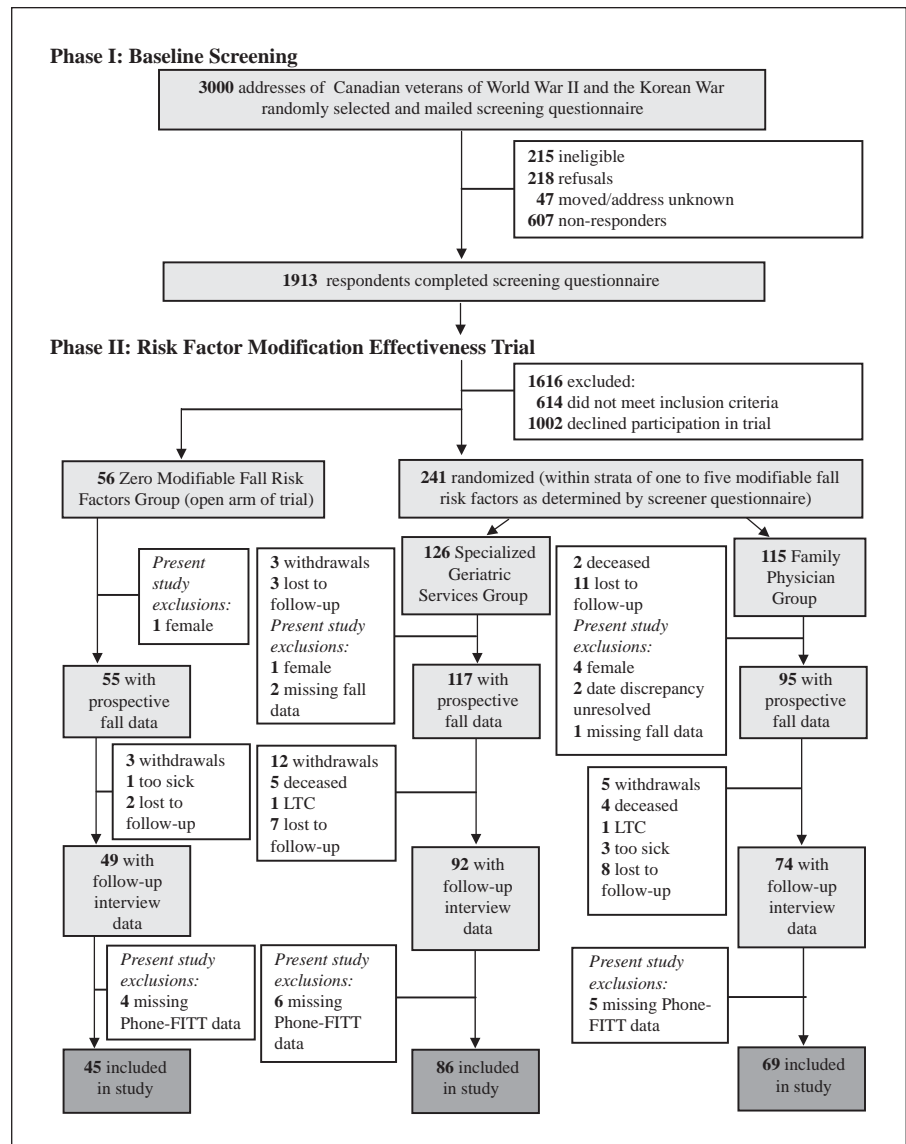 Phase I: Baseline Screening
3000 addresses of Canadian veterans of World War II and the Korean War
randomly selected and mailed screening questionnaire
215 ineligible
218 refusals
47 moved/address unknown
607 non-responders
1913 respondents completed screening questionnaire
Phase II: Risk Factor Modification Effectiveness Trial
1616 excluded:
614 did not meet inclusion criteria
1002 declined participation in trial
56 Zero Modifiable Fall Risk
Factors Group (open arm of trial)
241 randomized (within strata of one to five modifiable fall
risk factors as determined by screener questionnaire)
Present
study
exclusions:
1 female
3 withdrawals
3 lost to
follow-up
Present study
exclusions:
1 female
2 missing fall
data
126 Specialized
Geriatric
Services Group
2 deceased
11 lost to
follow-up
Present study
exclusions:
4 female
2 date discrepancy
unresolved
1 missing fall data
115 Family
Physician
Group
55 with
prospective
fall data
117 with
prospective
fall data
95 with
prospective
fall data
3 withdrawals
1 too sick
2 lost to
follow-up
12 withdrawals
5 deceased
1 LTC
7 lost to
follow-up
5 withdrawals
4 deceased
1 LTC
3 too sick
8 lost to
follow-up
49 with
follow-up
interview
data
92 with
follow-up
interview
data
74 with
follow-up
interview
data
Present study
exclusions:
4 missing
Phone-FITT data
Present study
exclusions:
6 missing
Phone-FITT
data
Present study
exclusions:
5 missing Phone-
FITT data
45 included
in study
86 included
in study
69 included
in study